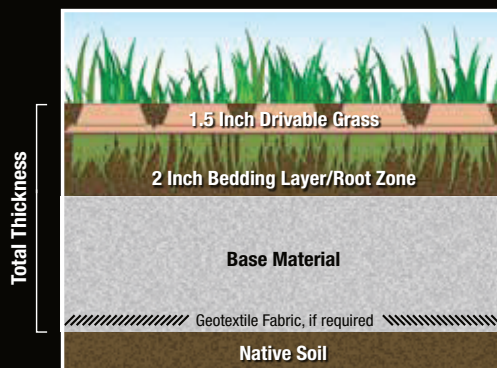 Total Thickness
1.5 Inch Drivable Grass
2 Inch Bedding Layer/Root Zone
Base Material
Geotextile Fabric, if required
Native Soil